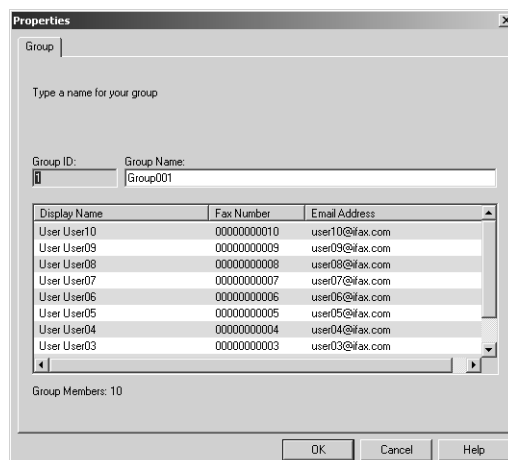 Properties
Group
Type a name for your group
Group ID: Group Name:
1 Group001
Display Name Fax Number Email Address
User User10 00000000010 user10@ifax.com
User User09 00000000009 user09@ifax.com
User User08 00000000008 user08@ifax.com
User User07 00000000007 user07@ifax.com
User User06 00000000006 user06@ifax.com
User User05 00000000005 user05@ifax.com
User User04 00000000004 user04@ifax.com
User User03 00000000003 user03@ifax.com
Group Members: 10
OK Cancel Help